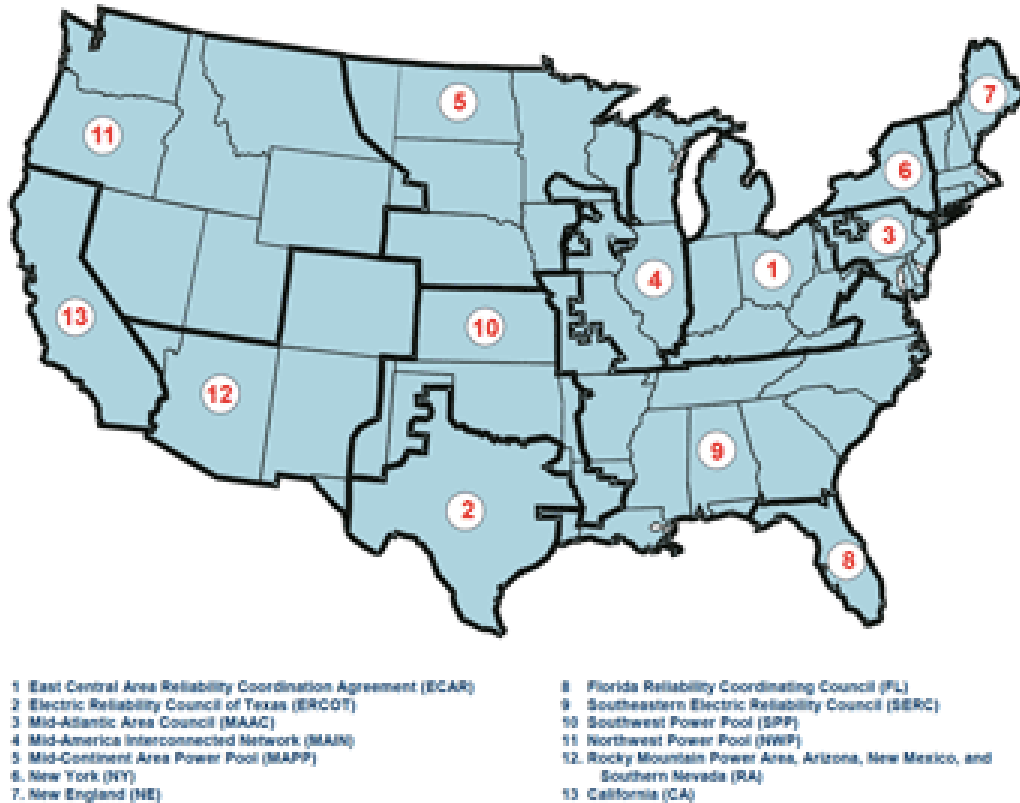 5
7
11
6
3
1
4
13
10
12
9
2
8
1 East Central Area Reliability Coordination Agreement (ECAR)
2 Electric Reliability Council of Texas (ERCOT)
3 Mid-Atlantic Area Council (MAAC)
4 Mid-America Interconnected Network (MAIN)
5 Mid-Continent Area Power Pool (MAPP)
6. New York (NY)
7. New England (NE)
8 Florida Reliability Coordinating Council (FL)
9 Southeastern Electric Reliability Council (SERC)
10 Southwest Power Pool (SPP)
11 Northwest Power Pool (NWP)
12. Rocky Mountain Power Area, Arizona, New Mexico, and
Southern Nevada (RA)
13 California (CA)